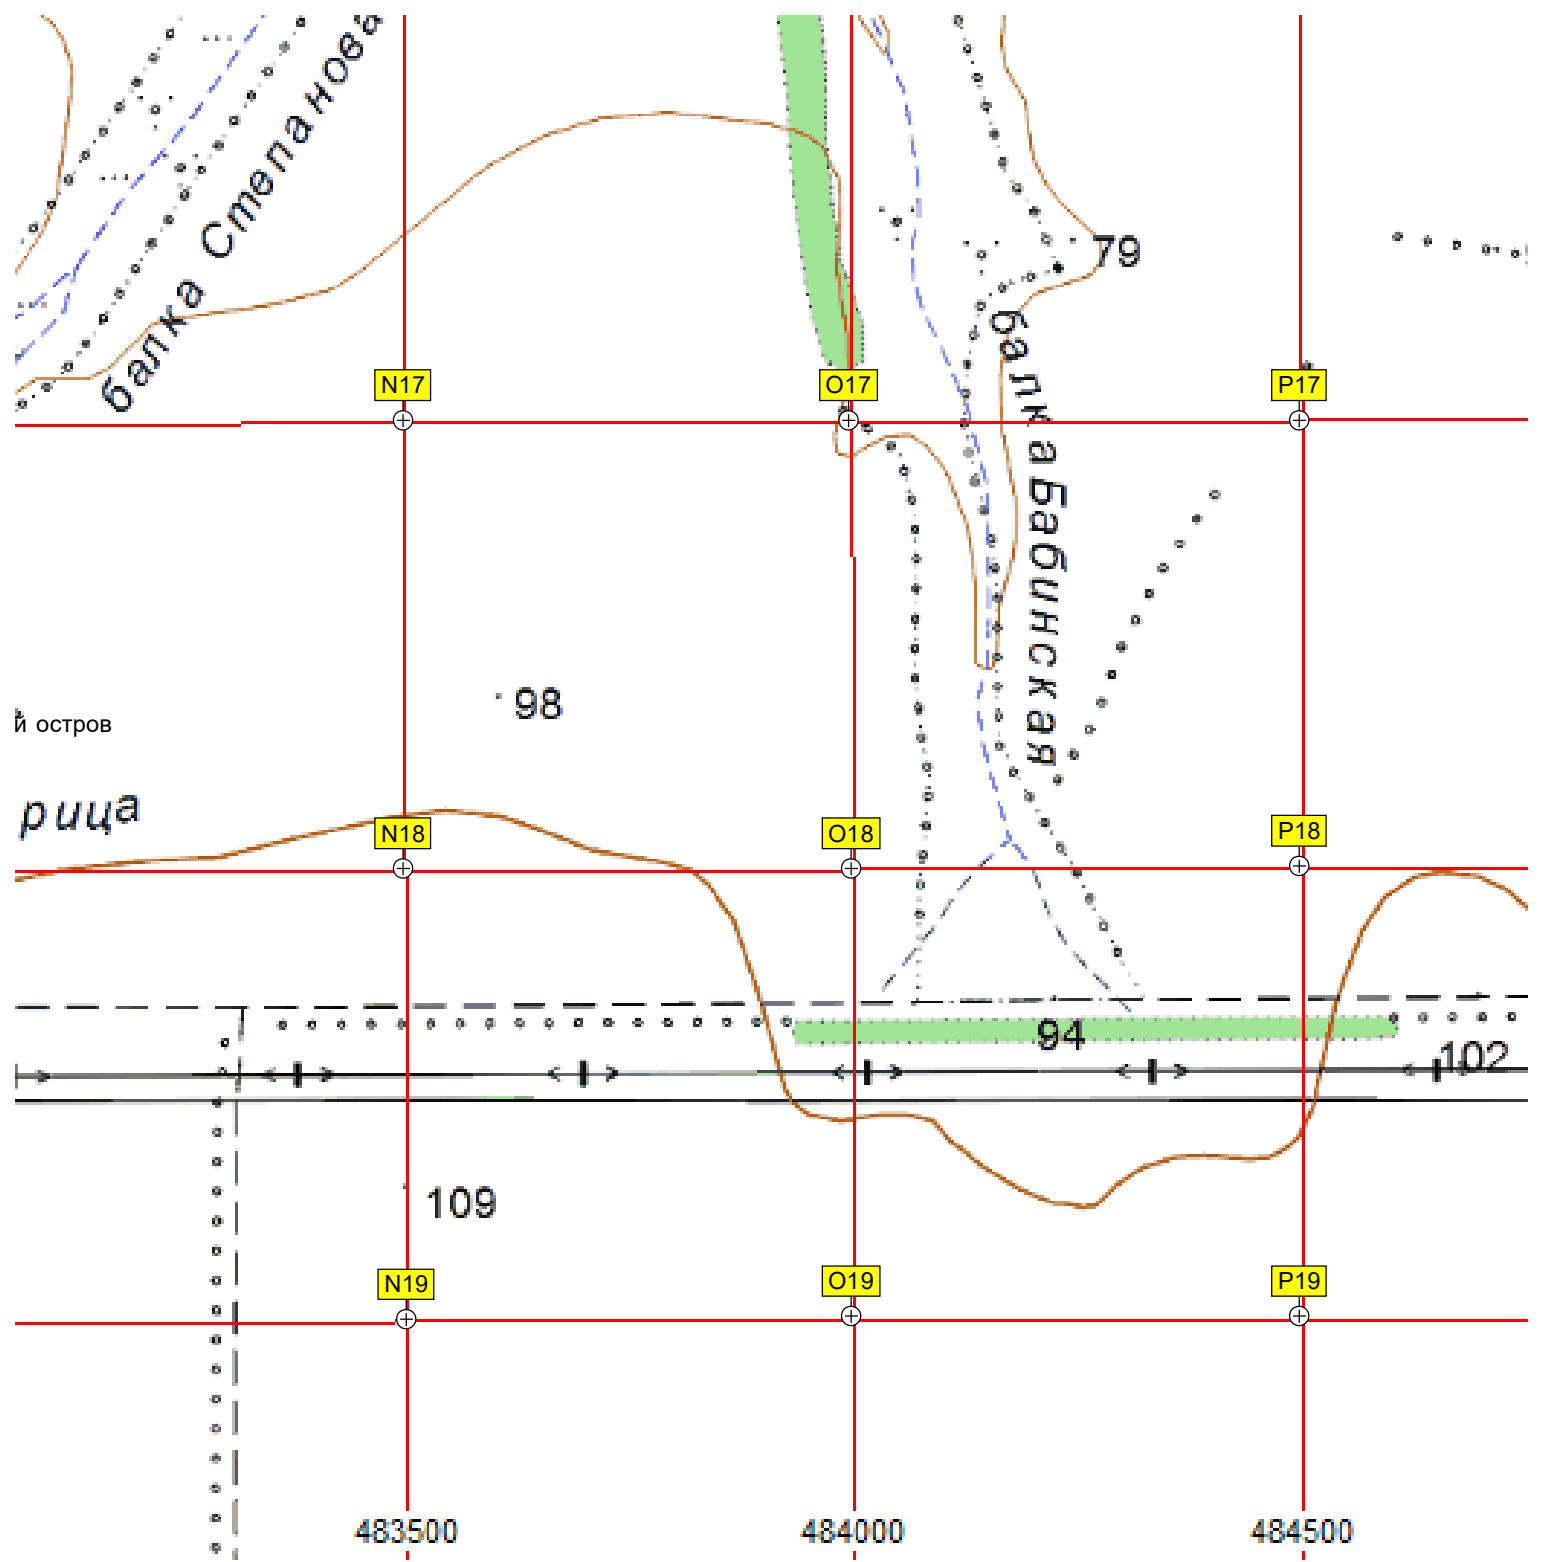 балка Степанова
79
балка Бабинская
N17
O17
P17
98
й остров
рица
N18
O18
P18
94
102
109
N19
O19
P19
483500
484000
484500